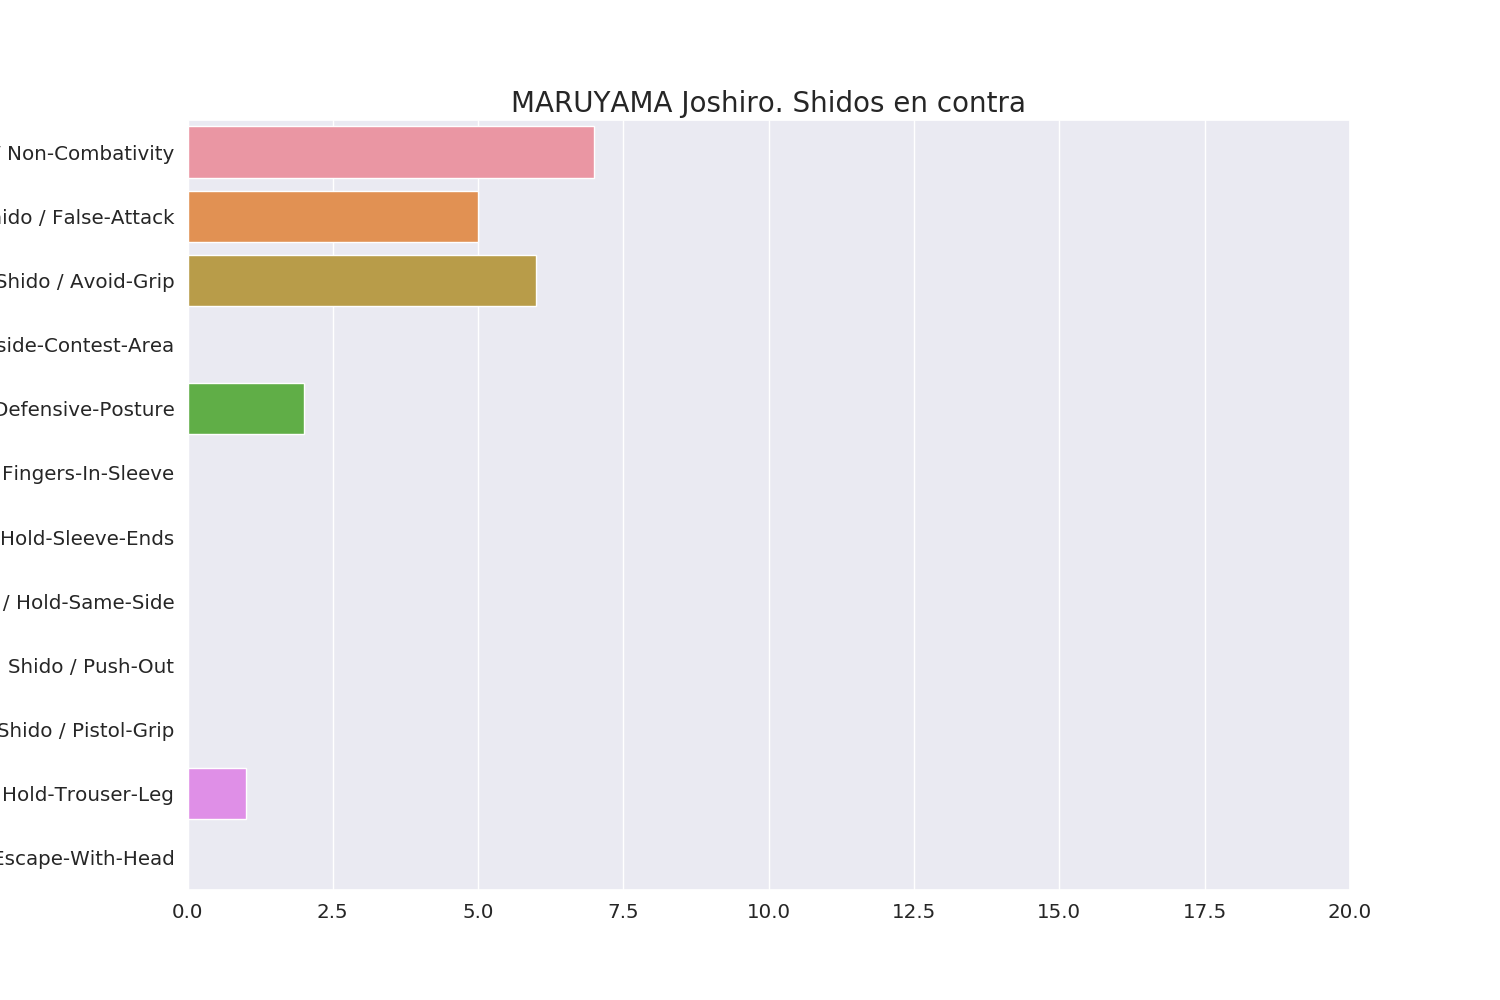 MARUYAMA Joshiro. Shidos en contra
/ Non-Combativity
ido / False-Attack
Shido / Avoid-Grip
side-Contest-Area
Defensive-Posture
Fingers-In-Sleeve
Hold-Sleeve-Ends
/ Hold-Same-Side
Shido / Push-Out
Shido / Pistol-Grip
Hold-Trouser-Leg
Escape-With-Head
0.0 2.5 5.0 7.5 10.0 12.5 15.0 17.5 20.0